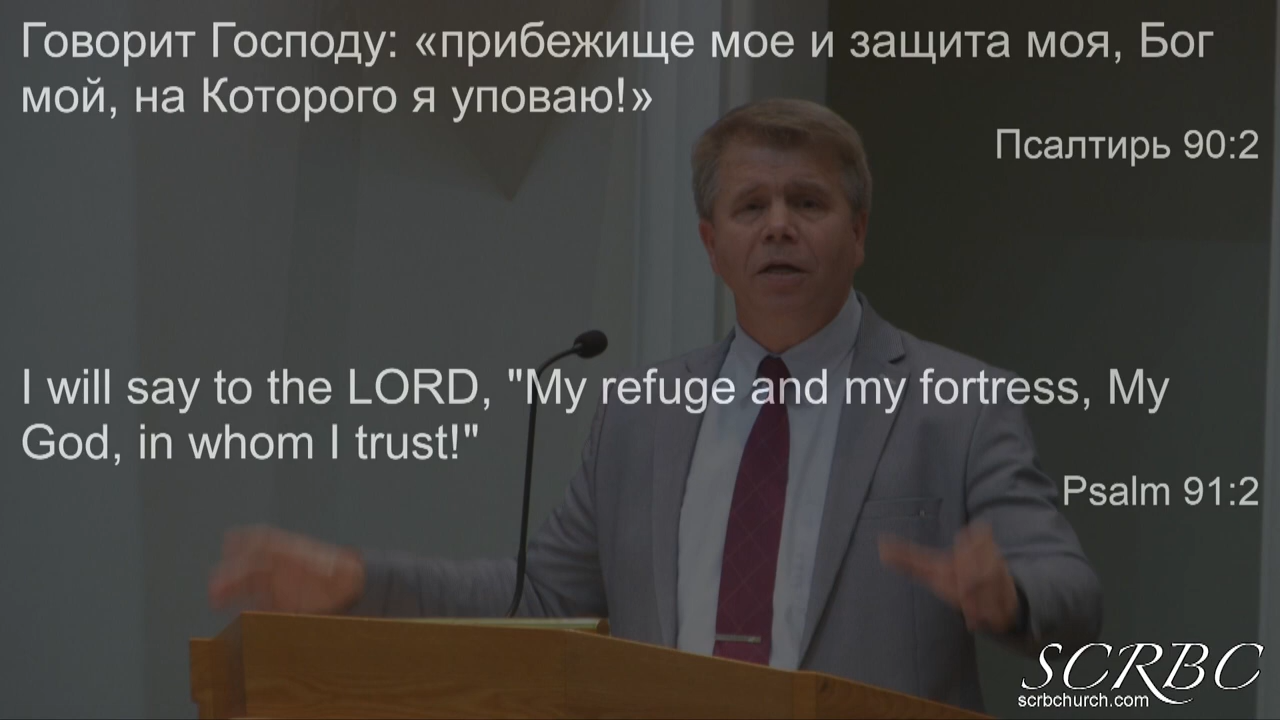 Говорит Господу: «прибежище мое и защита моя, Бог
мой, на Которого я уповаю!»
Псалтирь 90:2
I will say to the LORD, "My refuge and my fortress, My
God, in whom I trust!"
Psalm 91:2
SCRBC
scrbchurch.com